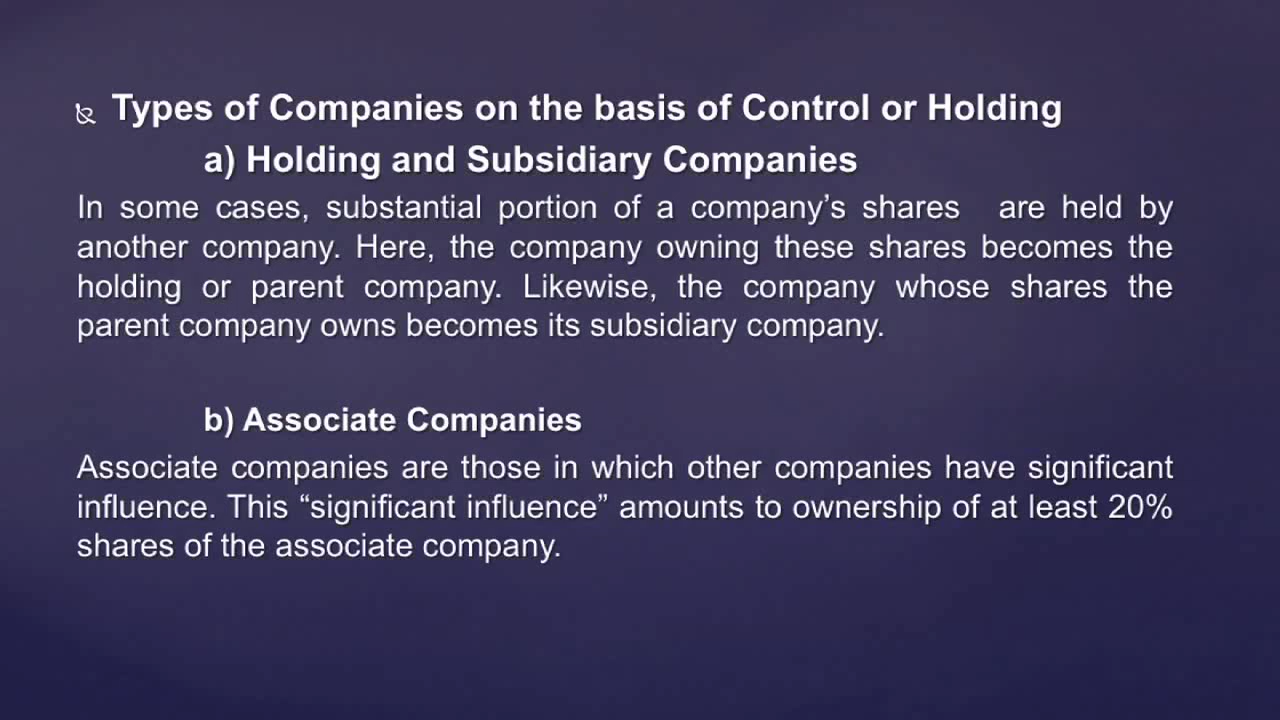 Types of Companies on the basis of Control or Holding
a) Holding and Subsidiary Companies
In some cases, substantial portion of a company’s shares are held by
another company. Here, the company owning these shares becomes the
holding or parent company. Likewise, the company whose shares the
parent company owns becomes its subsidiary company.
b) Associate Companies
Associate companies are those in which other companies have significant
influence. This “significant influence” amounts to ownership of at least 20%
shares of the associate company.